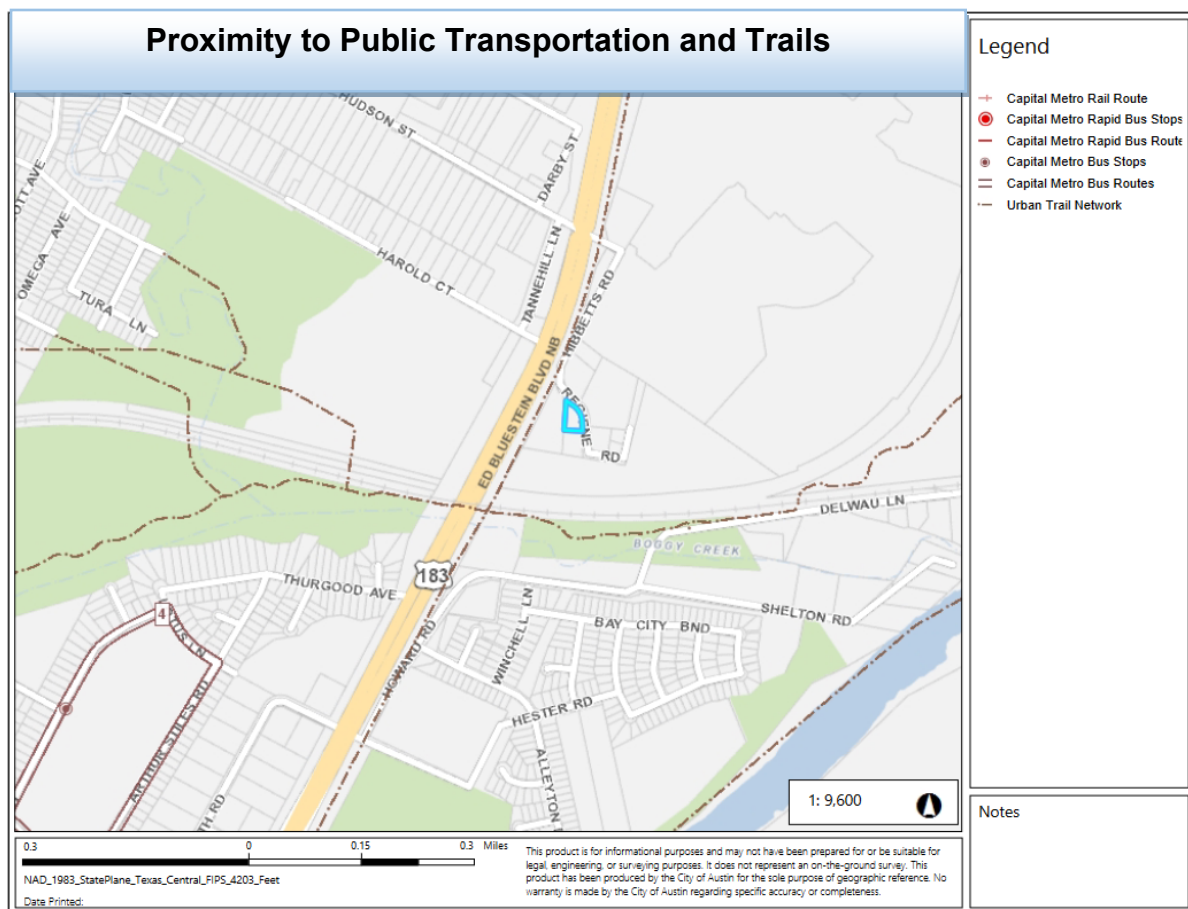 Proximity to Public Transportation and Trails
Legend
Capital Metro Rail Route
Capital Metro Rapid Bus Stops
Capital Metro Rapid Bus Route
Capital Metro Bus Stops
Capital Metro Bus Routes
Urban Trail Network
HUDSON ST
DARBY ST
OTT AVE
OMEGA AVE
TURA LN
HAROLD CT
TANNEHILL LN
HIBBETTS RD
ED BLUESTEIN BLVD NB
RD
DELWAU LN
BOGGY CREEK
183
THURGOOD AVE
SHELTON RD
WINCHELL LN
BAY CITY BND
HOWARD RD
4
TUS LN
HESTER RD
ARTHUR STILES RD
ALLEYTON
TH RD
1: 9,600
Notes
0.3 0 0.15 0.3 Miles
NAD_1983_StatePlane_Texas_Central_FIPS_4203_Feet
Date Printed:
This product is for informational purposes and may not have been prepared for or be suitable for
legal, engineering, or surveying purposes. It does not represent an on-the-ground survey. This
product has been produced by the City of Austin for the sole purpose of geographic reference. No
warranty is made by the City of Austin regarding specific accuracy or completeness.